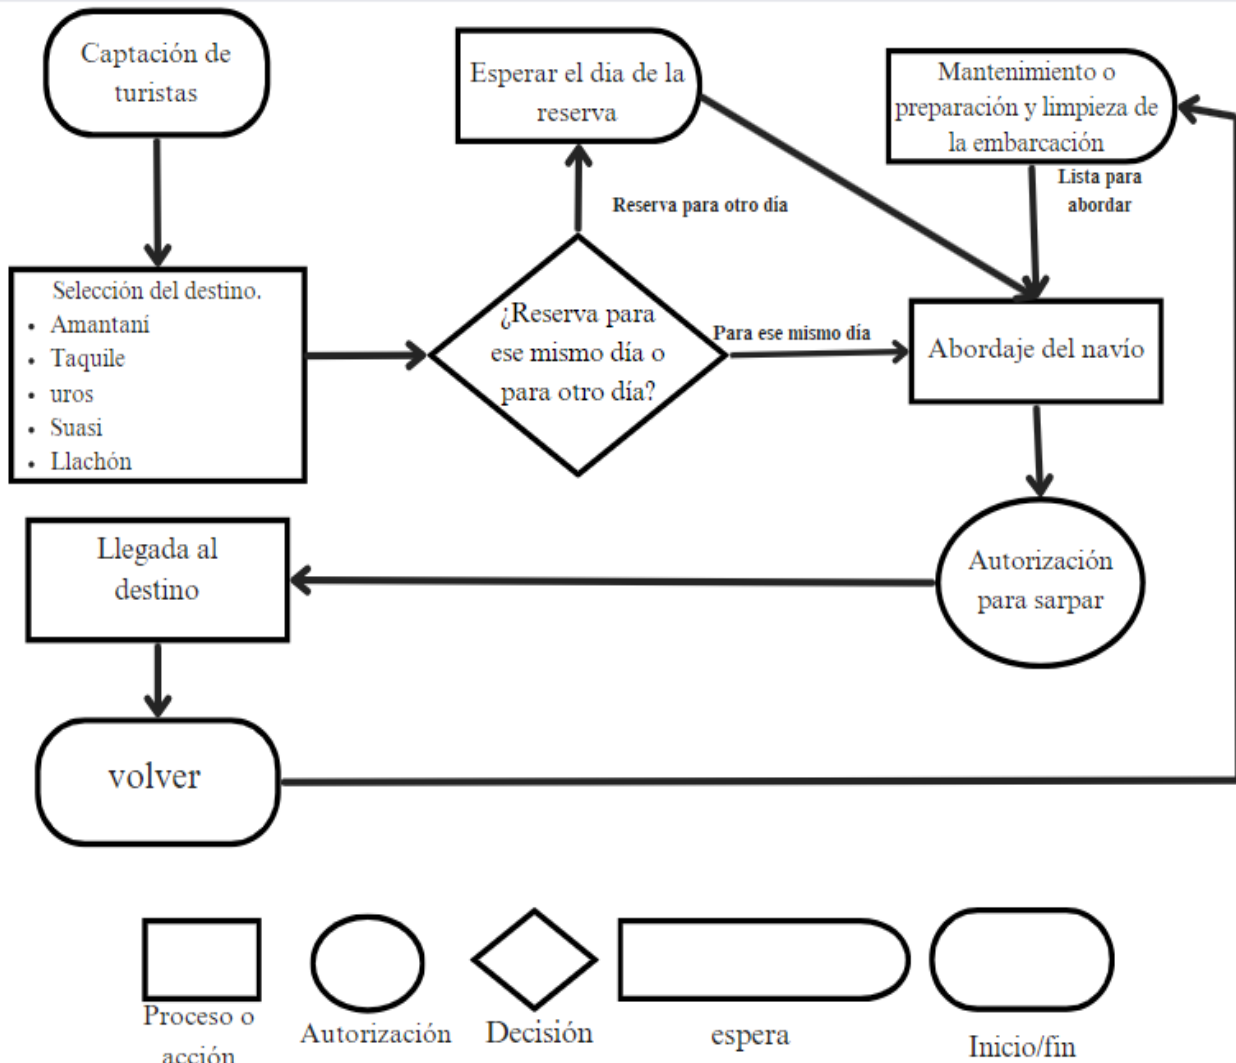 Captación de
turistas
Esperar el dia de la
reserva
Mantenimiento o
preparación y limpieza de
la embarcación
Lista para
abordar
Reserva para otro día
Selección del destino.
• Amantaní
• Taquile
• uros
• Suasi
• Llachón
¿Reserva para
ese mismo día o
para otro día?
Para ese mismo día
Abordaje del navío
Llegada al
destino
Autorización
para sarpar
volver
Proceso o
acción
Autorización
Decisión
espera
Inicio/fin